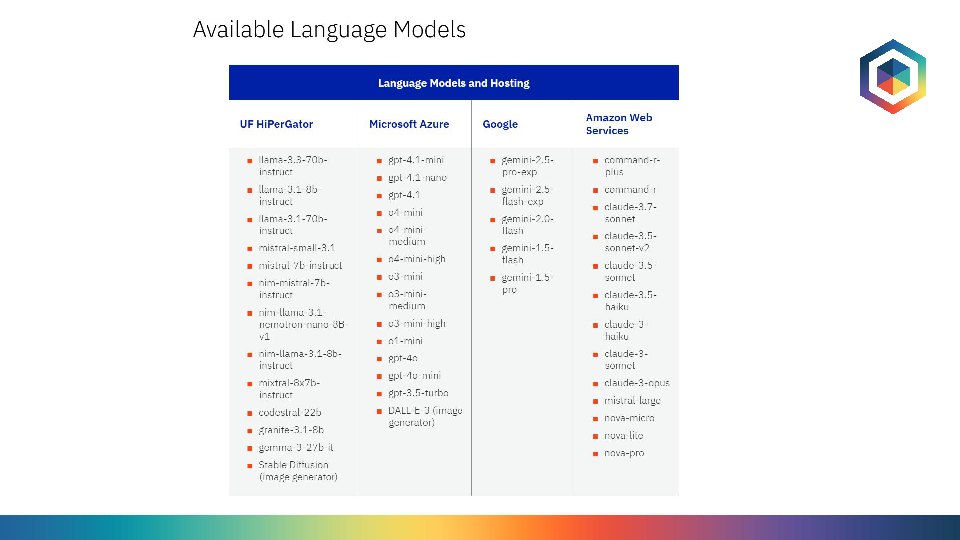 Available Language Models
Language Models and Hosting
UF HiPerGator
llama-3.3-70b-
instruct
llama-3.1-8b-
instruct
llama-3.1-70b-
instruct
mistral-small-3.1
mistral-7b-instruct
nim-mistral-7b-
instruct
nim-llama-3.1-
nemotron-nano-8B-
v1
nim-llama-3.1-8b-
instruct
mixtral-8x7b-
instruct
codestral-22b
granite-3.1-8b
gemma-3-27b-it
Stable Diffusion
(image generator)
Microsoft Azure
gpt-4.1-mini
gpt-4.1-nano
gpt-4.1
o4-mini
o4-mini-
medium
o4-mini-high
o3-mini
o3-mini-
medium
o3-mini-high
o1-mini
gpt-4o
gpt-4o-mini
gpt-3.5-turbo
DALL-E-3 (image
generator)
Google
gemini-2.5-
pro-exp
gemini-2.5-
flash-exp
gemini-2.0-
flash
gemini-1.5-
flash
gemini-1.5-
pro
Amazon Web
Services
command-r-
plus
command-r
claude-3.7-
sonnet
claude-3.5-
sonnet-v2
claude-3.5-
sonnet
claude-3.5-
haiku
claude-3-
haiku
claude-3-
sonnet
claude-3-opus
mistral-large
nova-micro
nova-lite
nova-pro